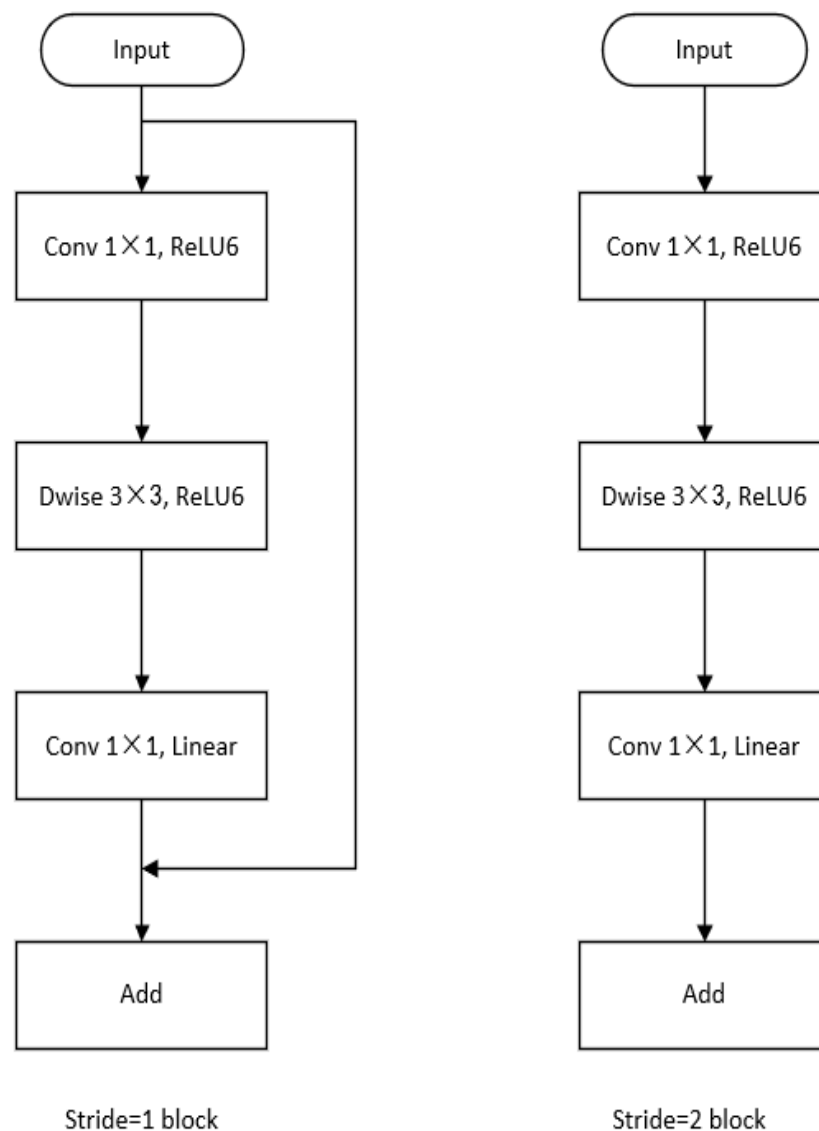 Input
Conv 1×1, ReLU6
Dwise 3×3, ReLU6
Conv 1×1, Linear
Add
Stride=1 block
Input
Conv 1×1, ReLU6
Dwise 3×3, ReLU6
Conv 1×1, Linear
Add
Stride=2 block